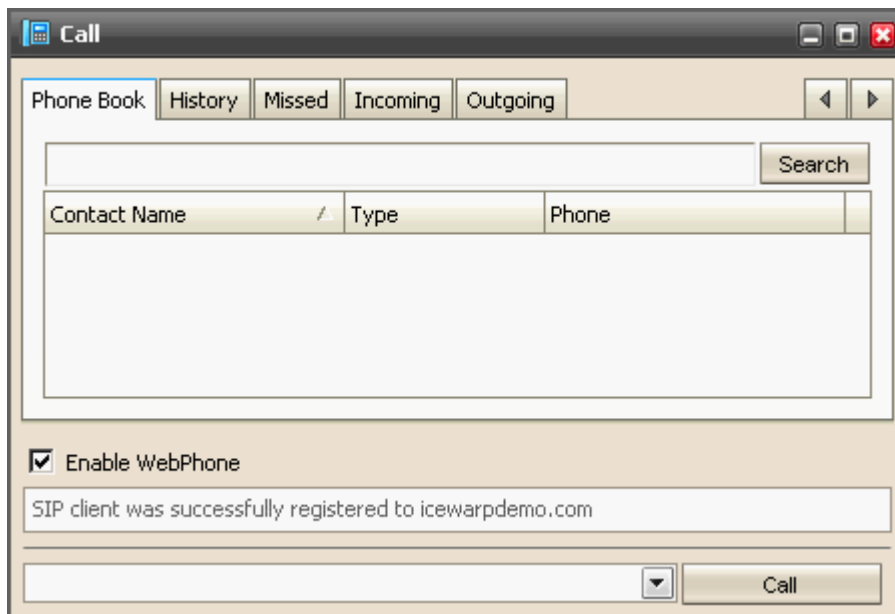 Call
Phone Book History Missed Incoming Outgoing
Search
Contact Name Type Phone
Enable WebPhone
SIP client was successfully registered to icewarpdemo.com
Call